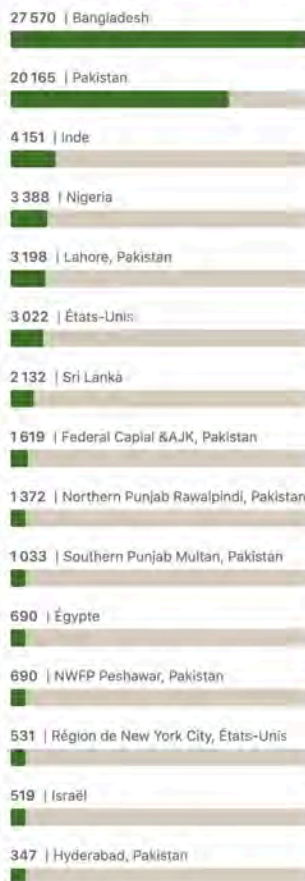 27 570 | Bangladesh
20 165 | Pakistan
4 151 | Inde
3 388 | Nigeria
3 198 | Lahore, Pakistan
3 022 | États-Unis
2 132 | Sri Lanka
1 619 | Federal Capial &AJK, Pakistan
1 372 | Northern Punjab Rawalpindi, Pakistan
1 033 | Southern Punjab Multan, Pakistan
690 | Égypte
690 | NWFP Peshawar, Pakistan
531 | Région de New York City, États-Unis
519 | Israël
347 | Hyderabad, Pakistan